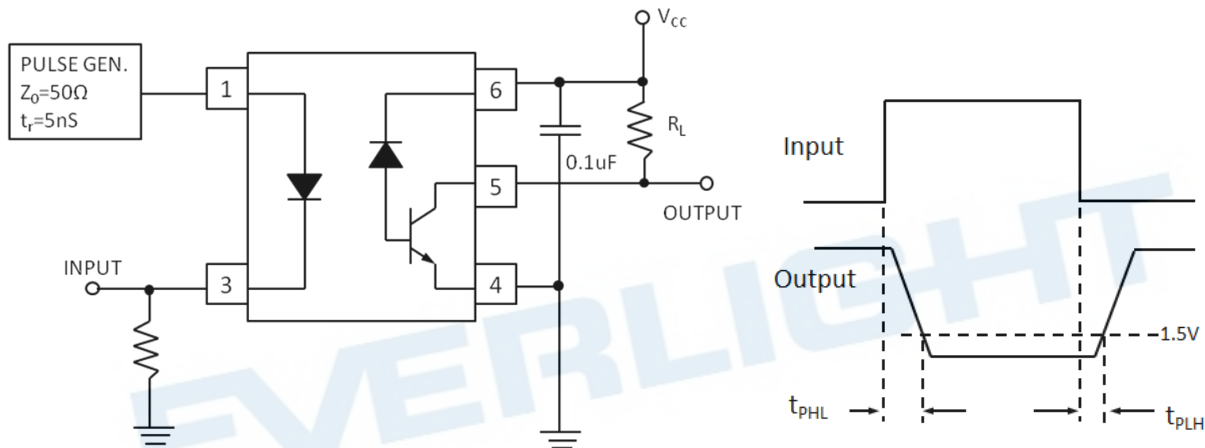 PULSE GEN.
Z₀=50Ω
tᵣ=5nS
1
3
INPUT
6
5
4
V_CC
R_L
0.1uF
OUTPUT
Input
Output
1.5V
t_PHL
t_PLH
EVERLIGHT